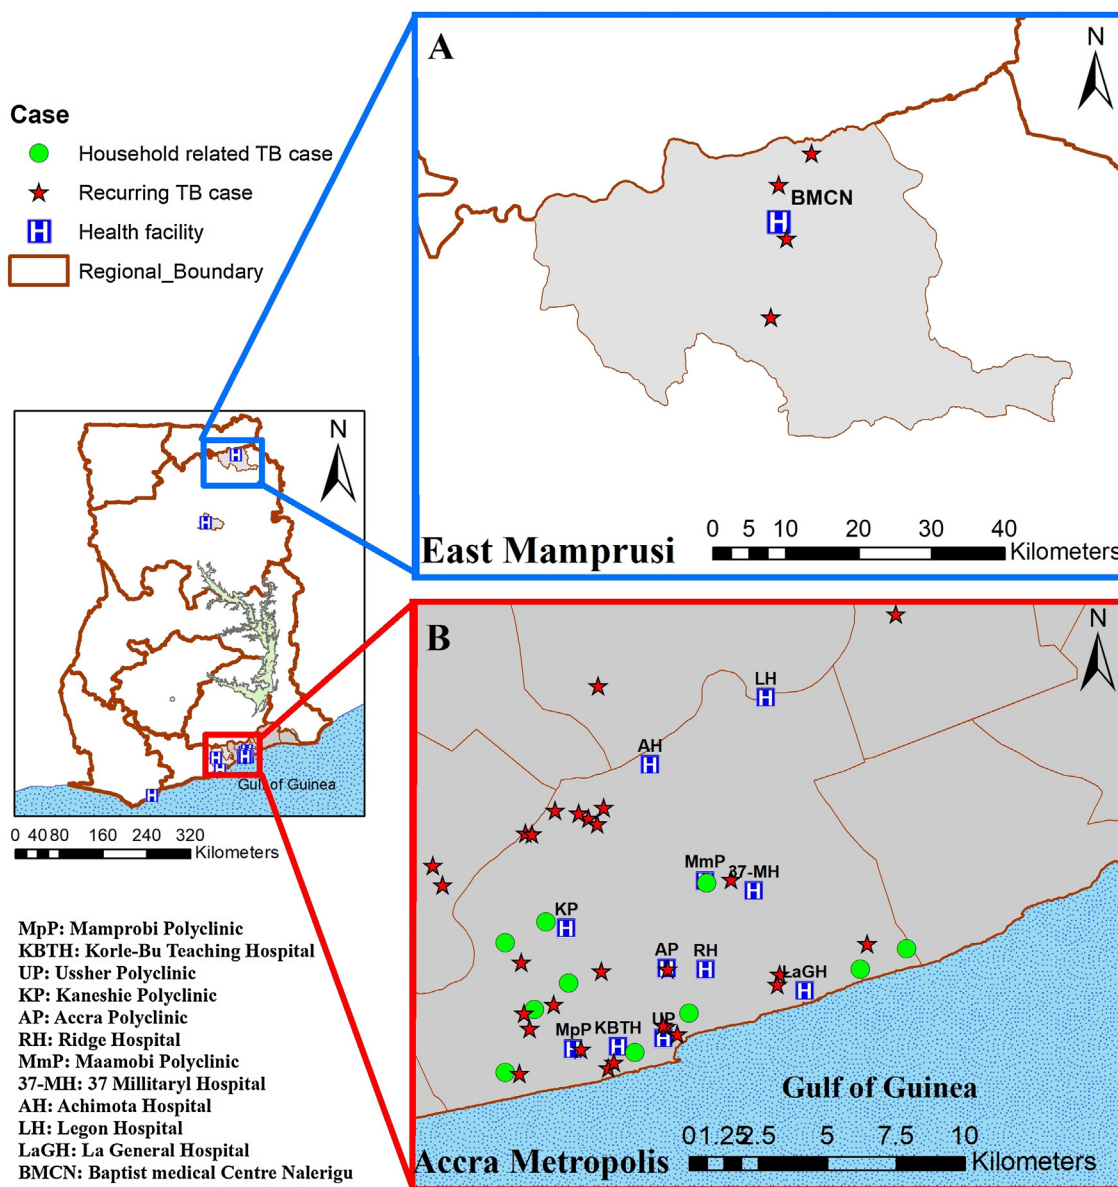 A
N
Case
Household related TB case
Recurring TB case
H Health facility
Regional_Boundary
BMCN
H
East Mamprusi
0 5 10 20 30 40
Kilometers
N
H
H
H
H
H
H
Gulf of Guinea
0 40 80 160 240 320
Kilometers
B
N
LH
H
AH
H
MmP
37-MH
H
KP
H
AP
H
RH
H
LaGH
H
UP
H
MpP
H
KBTH
H
Gulf of Guinea
Accra Metropolis
0 1.25 2.5 5 7.5 10
Kilometers
MpP: Mamprobi Polyclinic
KBTH: Korle-Bu Teaching Hospital
UP: Ussher Polyclinic
KP: Kaneshie Polyclinic
AP: Accra Polyclinic
RH: Ridge Hospital
MmP: Maamobi Polyclinic
37-MH: 37 Millitaryl Hospital
AH: Achimota Hospital
LH: Legon Hospital
LaGH: La General Hospital
BMCN: Baptist medical Centre Nalerigu